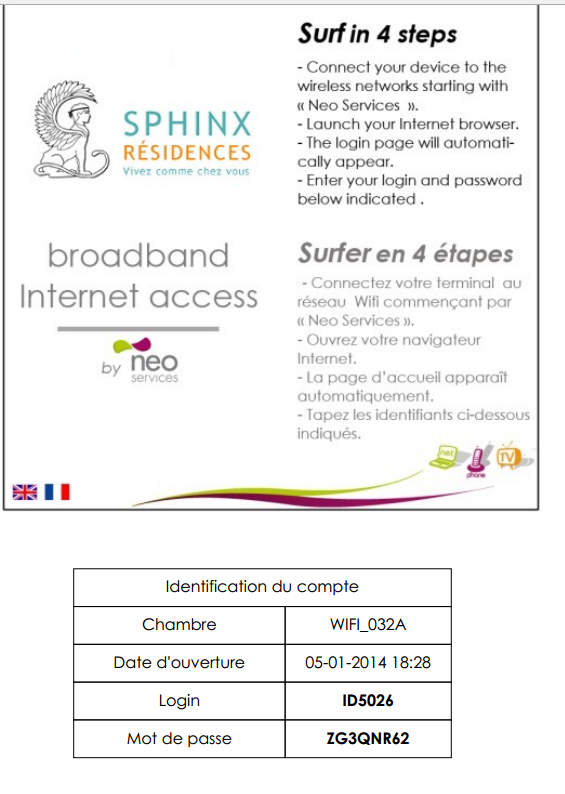 Surf in 4 steps
- Connect your device to the
wireless networks starting with
« Neo Services  ».
- Launch your Internet browser.
- The login page will automati-
cally appear.
- Enter your login and password
below indicated .
SPHINX
RÉSIDENCES
Vivez comme chez vous
broadband
Internet access
by neo
services
Surfer en 4 étapes
- Connectez votre terminal  au
réseau  Wifi commençant par
« Neo Services ».
- Ouvrez votre navigateur
Internet.
- La page d'accueil apparaît
automatiquement.
- Tapez les identifiants ci-dessous
indiqués.
net
phone
TV
Identification du compte
Chambre WIFI_032A
Date d'ouverture 05-01-2014 18:28
Login ID5026
Mot de passe ZG3QNR62